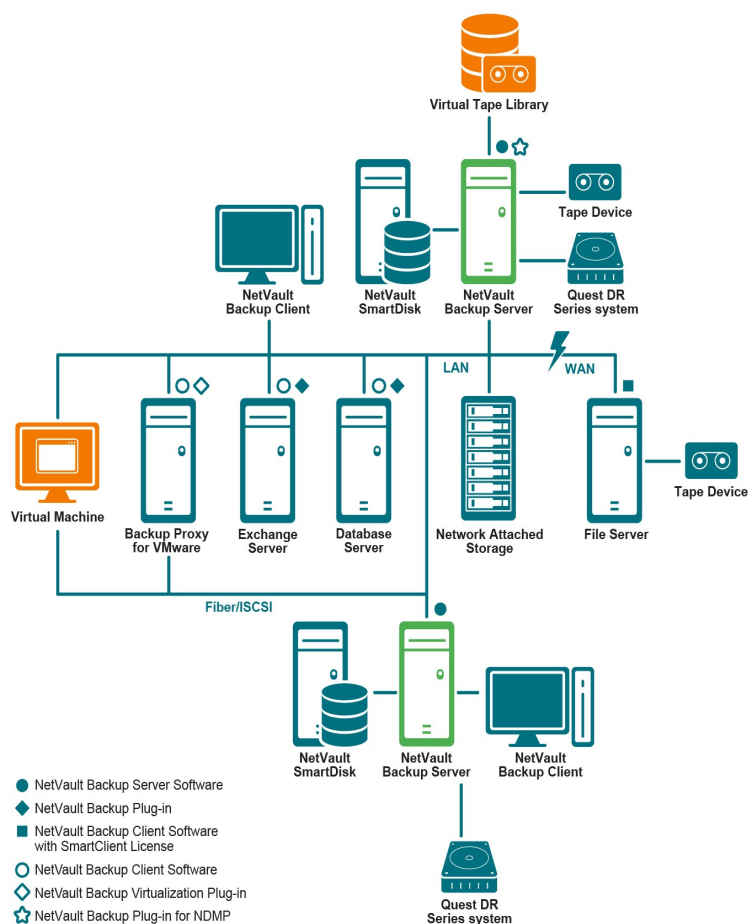 Virtual Tape Library
Tape Device
NetVault
Backup Client
NetVault
SmartDisk
NetVault
Backup Server
Quest DR
Series system
LAN
WAN
Virtual Machine
Backup Proxy
for VMware
Exchange
Server
Database
Server
Network Attached
Storage
File Server
Tape Device
Fiber/ISCSI
NetVault
SmartDisk
NetVault
Backup Server
NetVault
Backup Client
NetVault Backup Server Software
NetVault Backup Plug-in
NetVault Backup Client Software
with SmartClient License
NetVault Backup Client Software
NetVault Backup Virtualization Plug-in
NetVault Backup Plug-in for NDMP
Quest DR
Series system